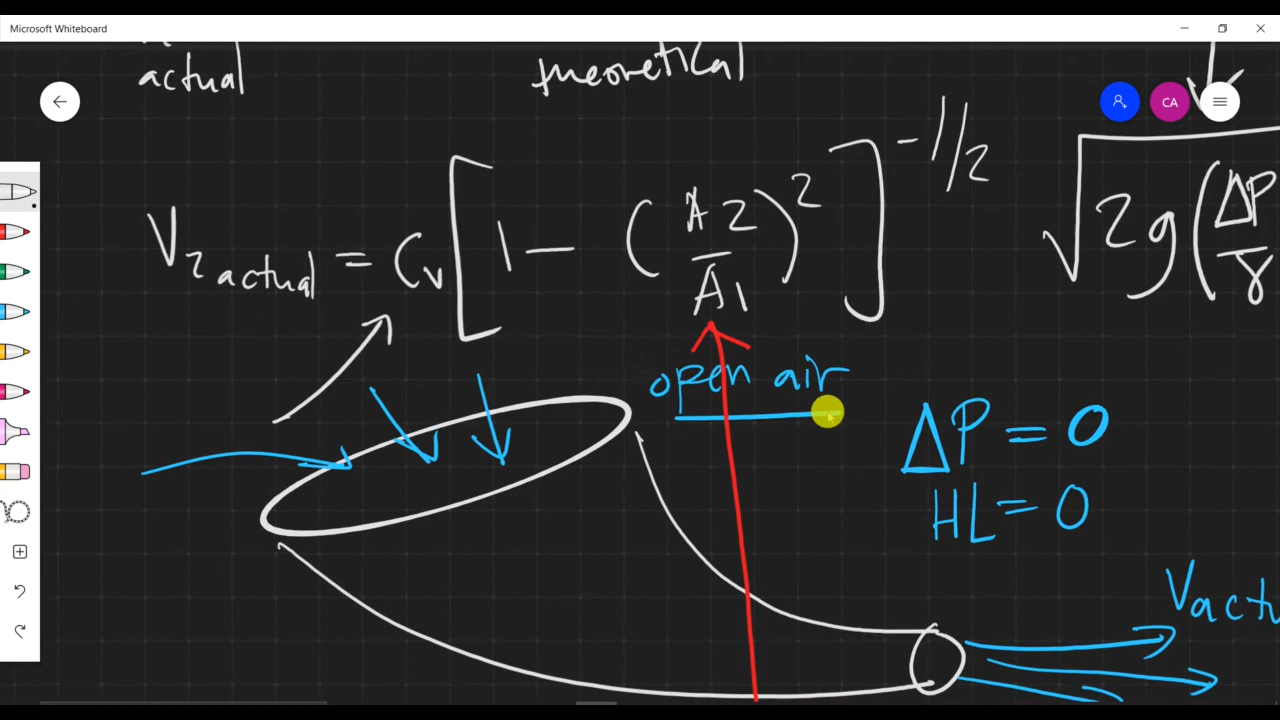 Microsoft Whiteboard
actual theoretical
CA
V2 actual = Cv [1 - (A2/A1)^2]^-1/2 √2g(ΔP/γ
open air
ΔP = 0
HL = 0
Vact